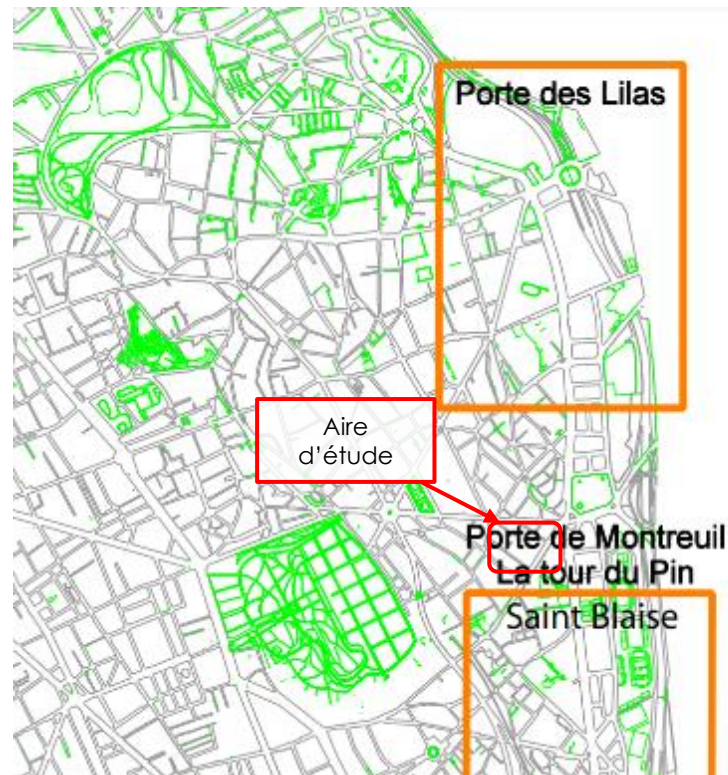 Porte des Lilas
Aire
d'étude
Porte de Montreuil
La tour du Pin
Saint Blaise